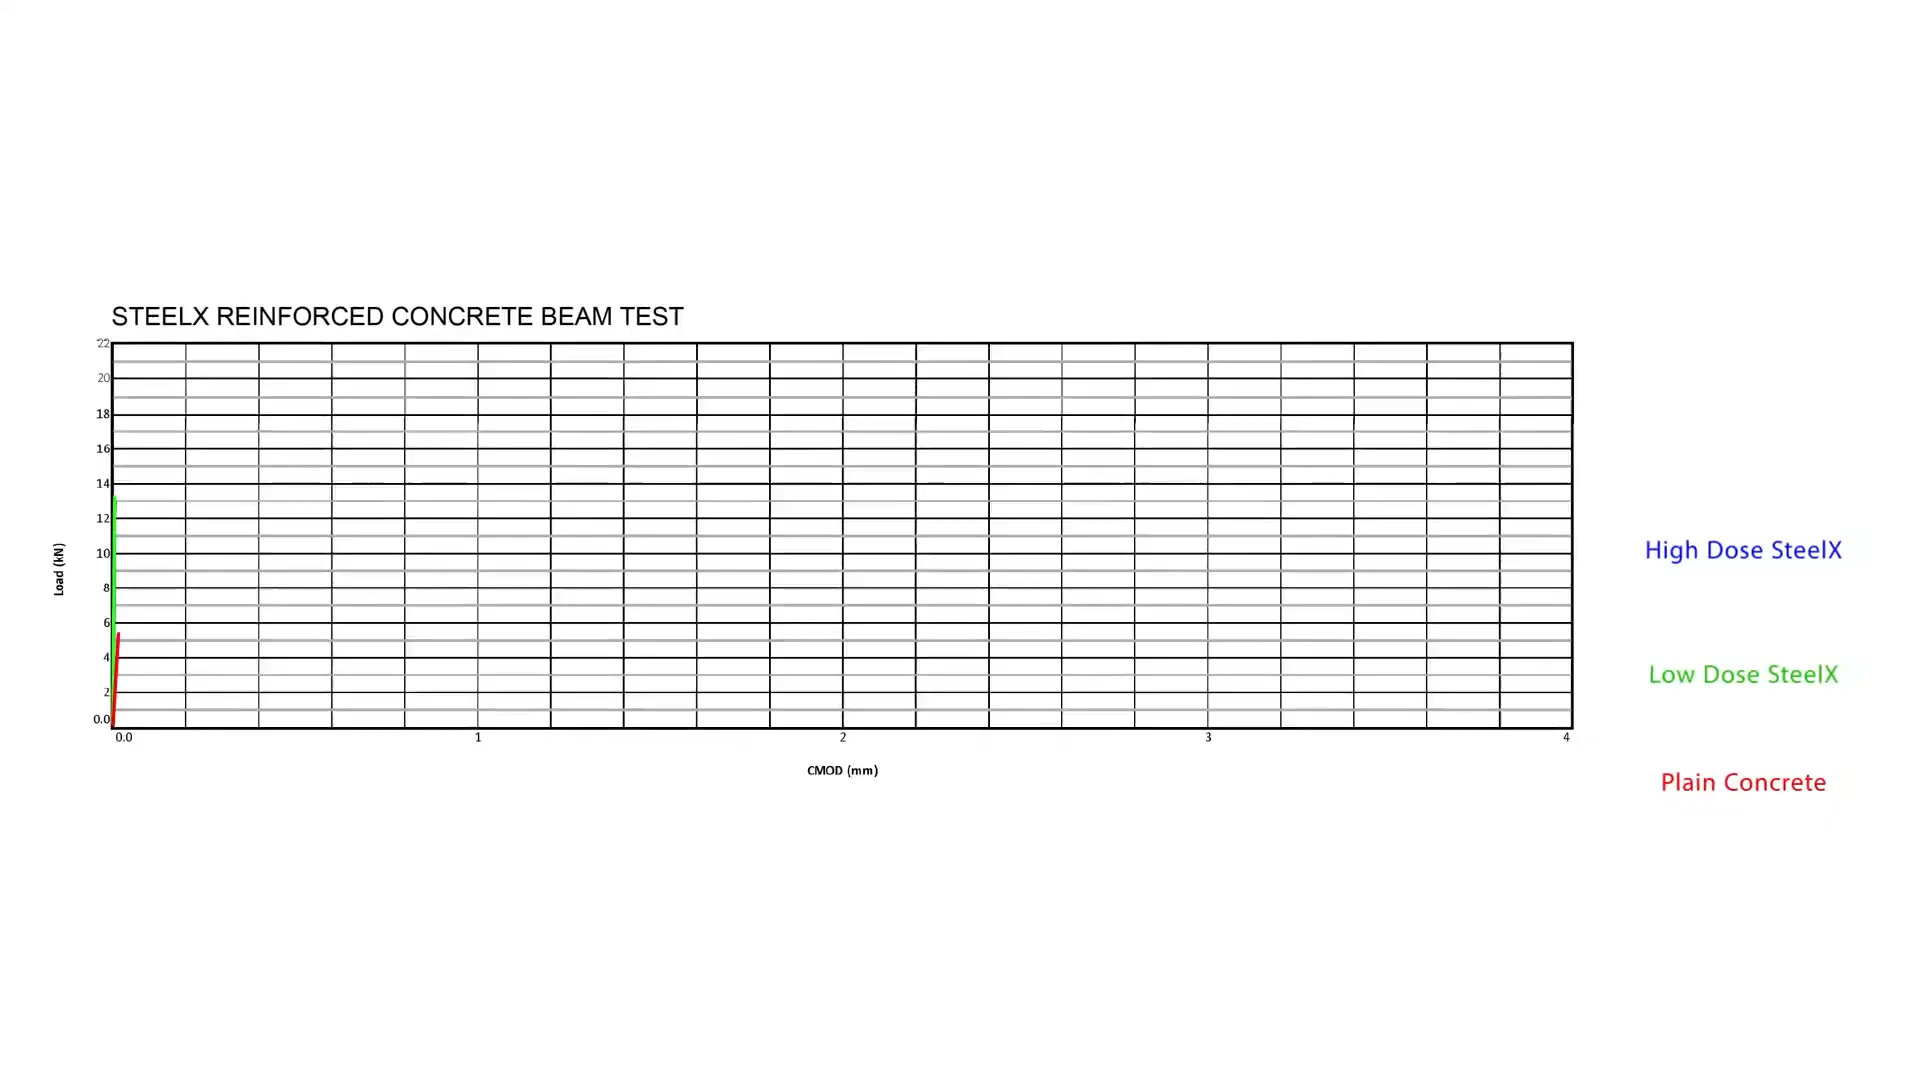 STEELX REINFORCED CONCRETE BEAM TEST
22
20
18
16
14
12
10
8
6
4
2
0.0
Load (kN)
0.0 1 2 3 4
CMOD (mm)
High Dose SteelX
Low Dose SteelX
Plain Concrete